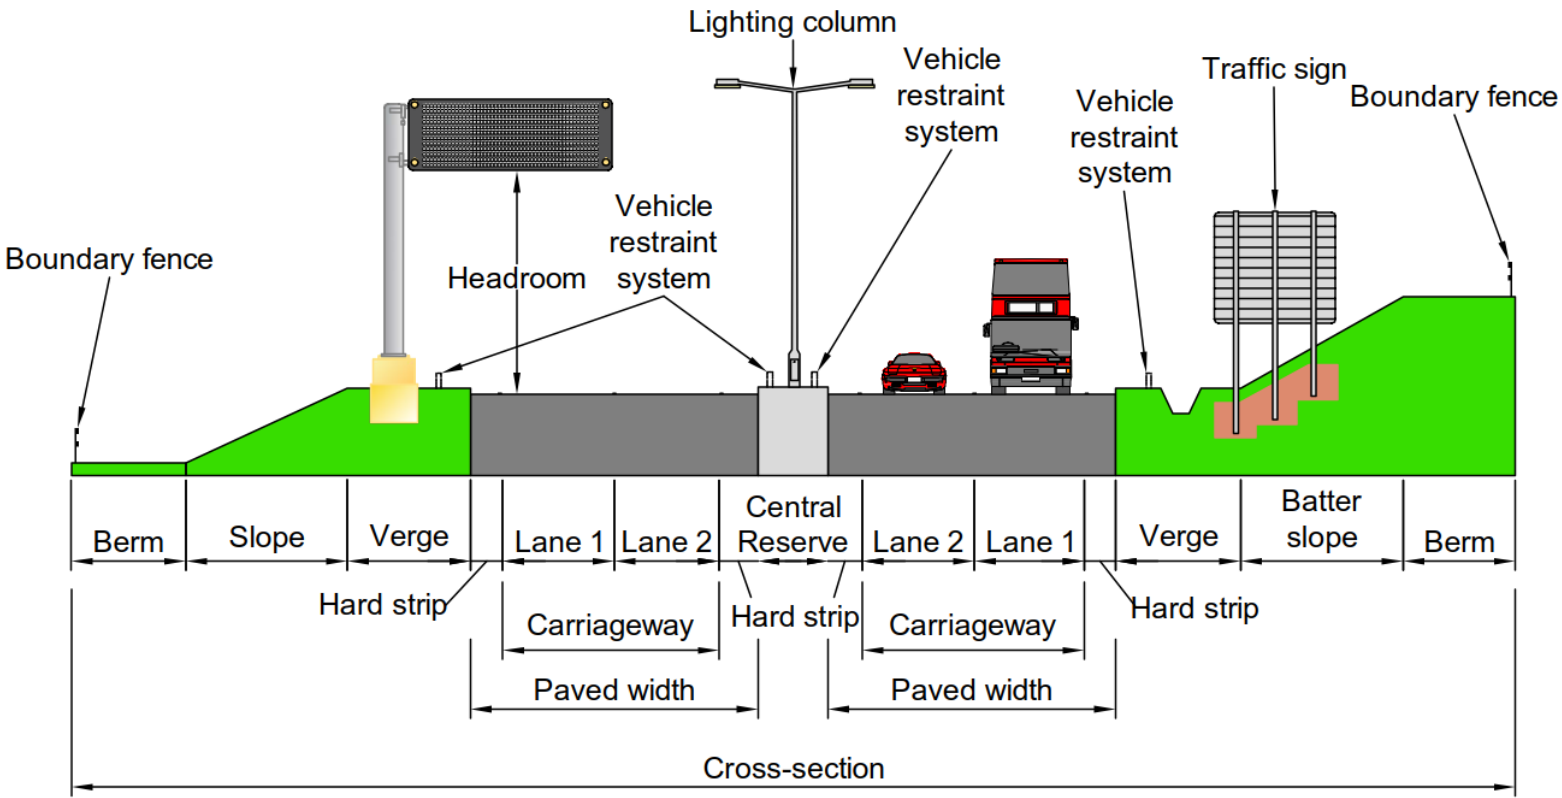 Lighting column
Vehicle
restraint
system
Traffic sign
Boundary fence
Vehicle
restraint
system
Vehicle
restraint
system
Boundary fence
Headroom
Berm
Slope
Verge
Lane 1
Lane 2
Central
Reserve
Lane 2
Lane 1
Verge
Batter
slope
Berm
Hard strip
Hard strip
Hard strip
Carriageway
Carriageway
Paved width
Paved width
Cross-section